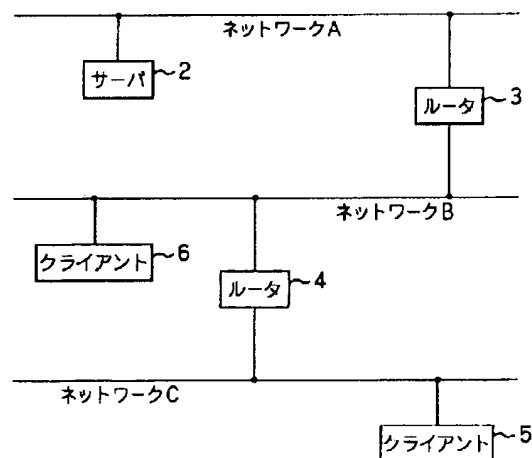 ネットワークA
サーバ 2
ルータ 3
ネットワークB
クライアント 6
ルータ 4
ネットワークC
クライアント 5